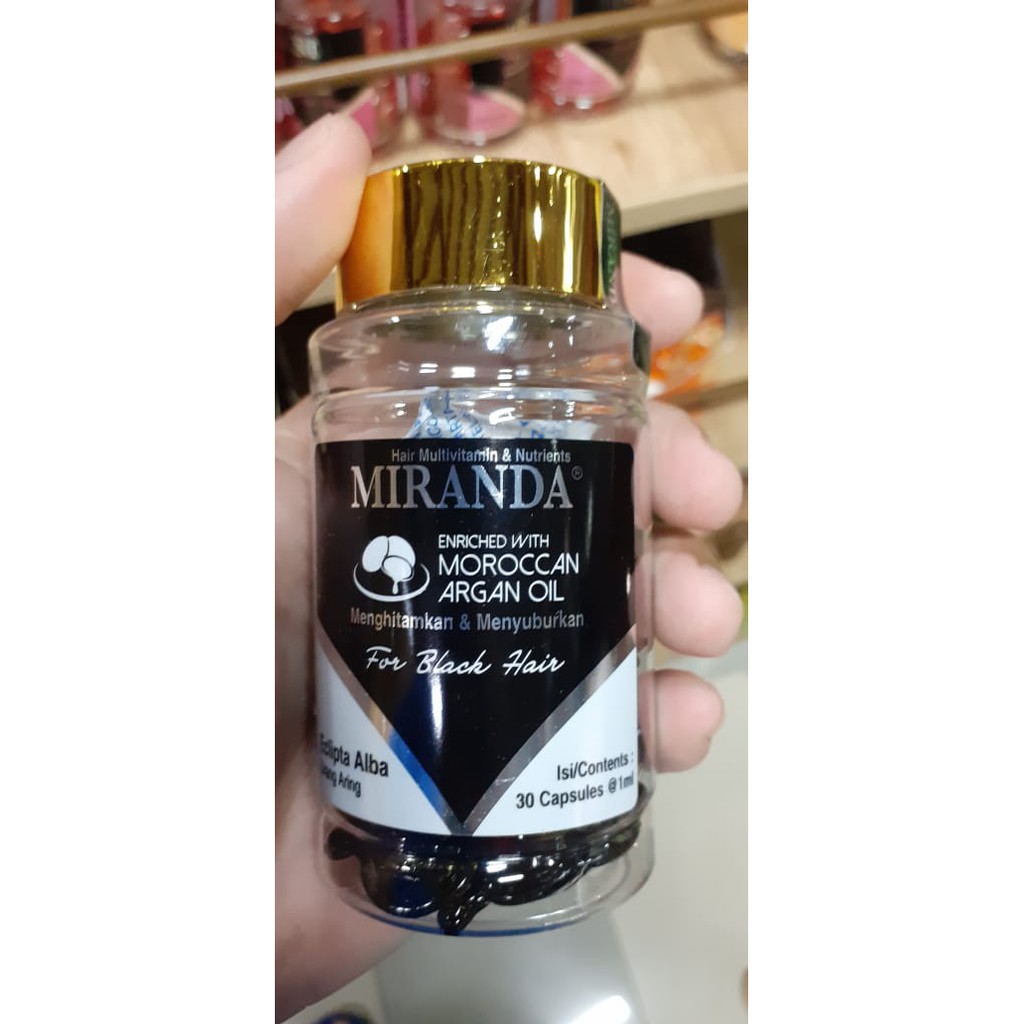 Hair Multivitamin & Nutrients
MIRANDA®
ENRICHED WITH
MOROCCAN
ARGAN OIL
Menghitamkan & Menyuburkan
For Black Hair
Eclipta Alba
Aring
Isi/Contents :
30 Capsules @1ml